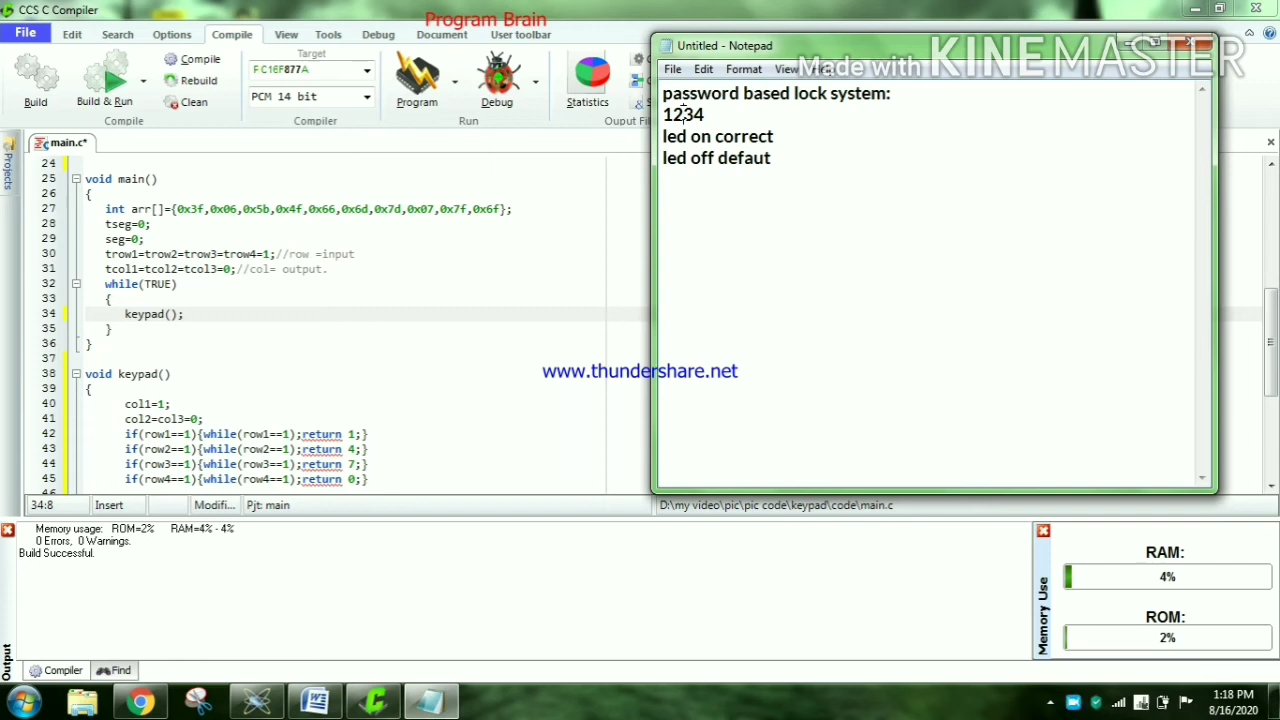 CCS C Compiler
Program Brain
File Edit Search Options Compile View Tools Debug Document User toolbar
Build
Build & Run
Compile
Rebuild
Clean
Compile
Target
PCM 14 bit
Compiler
Program
Debug
Run
Statistics
Ouput Fil
Untitled - Notepad
Made with KINEMASTER
File Edit Format View
password based lock system:
1234
led on correct
led off defaut
Projects
main.c*
24
25 void main()
26 {
27 int arr[]={0x3f,0x06,0x5b,0x4f,0x66,0x6d,0x7d,0x07,0x7f,0x6f};
28 tseg=0;
29 seg=0;
30 trow1=trow2=trow3=trow4=1;//row =input
31 tcol1=tcol2=tcol3=0;//col= output.
32 while(TRUE)
33 {
34 keypad();
35 }
36 }
37
38 void keypad()
39 {
40 col1=1;
41 col2=col3=0;
42 if(row1==1){while(row1==1);return 1;}
43 if(row2==1){while(row2==1);return 4;}
44 if(row3==1){while(row3==1);return 7;}
45 if(row4==1){while(row4==1);return 0;}
www.thundershare.net
34:8 Insert Modifi... Pjt: main D:\my video\pic\pic code\keypad\code\main.c
Memory usage: ROM=2% RAM=4% - 4%
0 Errors, 0 Warnings.
Build Successful.
Output
Compiler Find
Memory Use
RAM:
4%
ROM:
2%
1:18 PM
8/16/2020